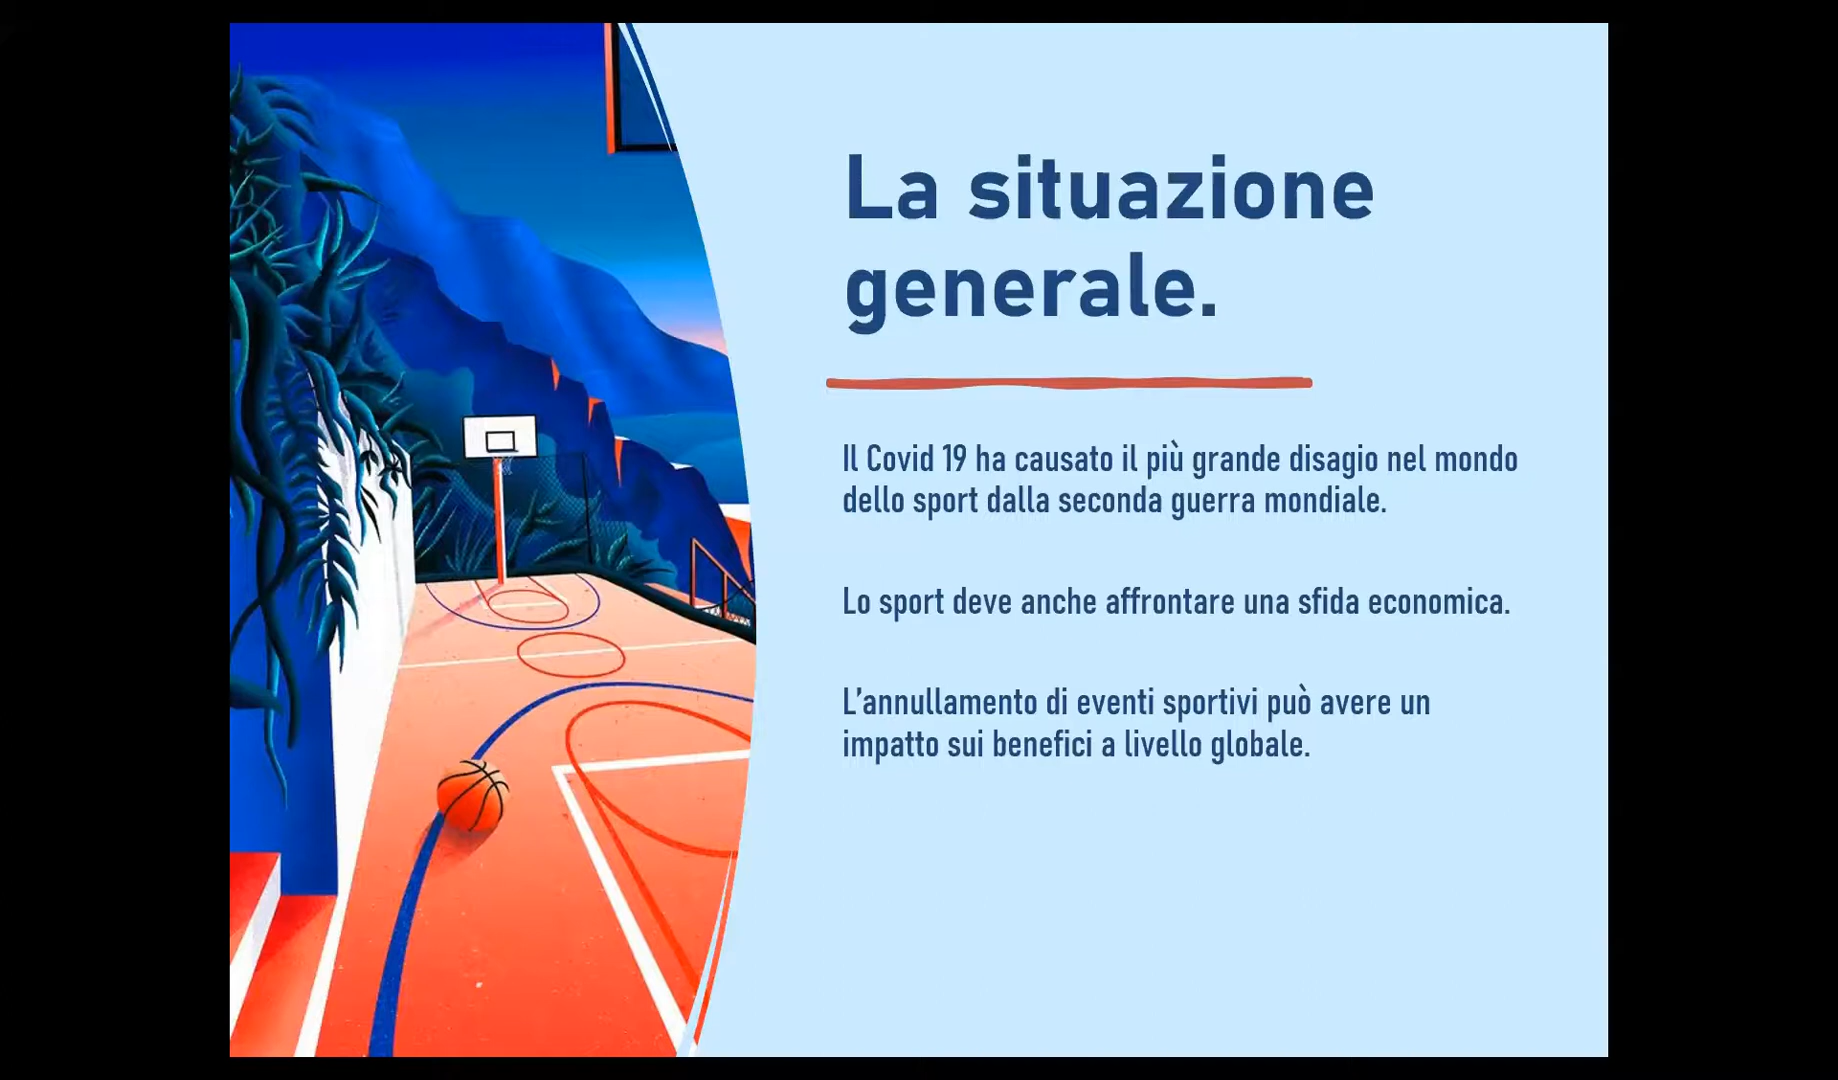 La situazione
generale.
Il Covid 19 ha causato il più grande disagio nel mondo
dello sport dalla seconda guerra mondiale.
Lo sport deve anche affrontare una sfida economica.
L’annullamento di eventi sportivi può avere un
impatto sui benefici a livello globale.